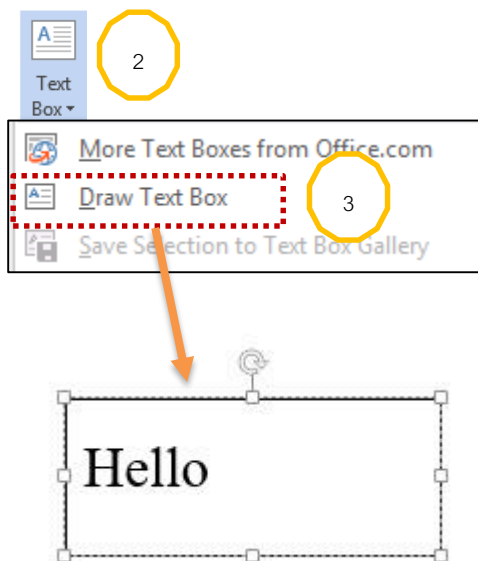 2
Text
Box
More Text Boxes from Office.com
Draw Text Box
3
Save Selection to Text Box Gallery
Hello